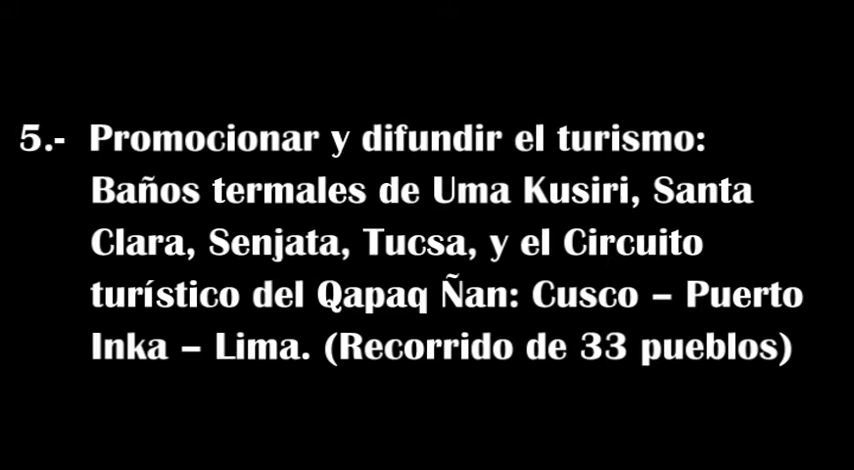 5.- Promocionar y difundir el turismo:
Baños termales de Uma Kusiri, Santa
Clara, Senjata, Tucsa, y el Circuito
turístico del Qapaq Ñan: Cusco – Puerto
Inka – Lima. (Recorrido de 33 pueblos)